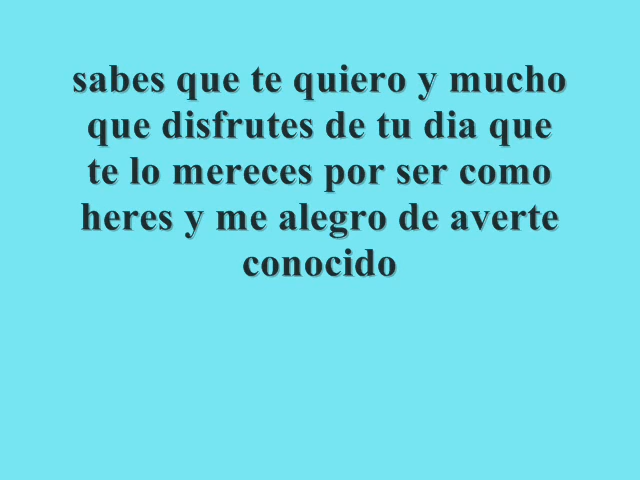 sabes que te quiero y mucho
que disfrutes de tu dia que
te lo mereces por ser como
heres y me alegro de averte
conocido